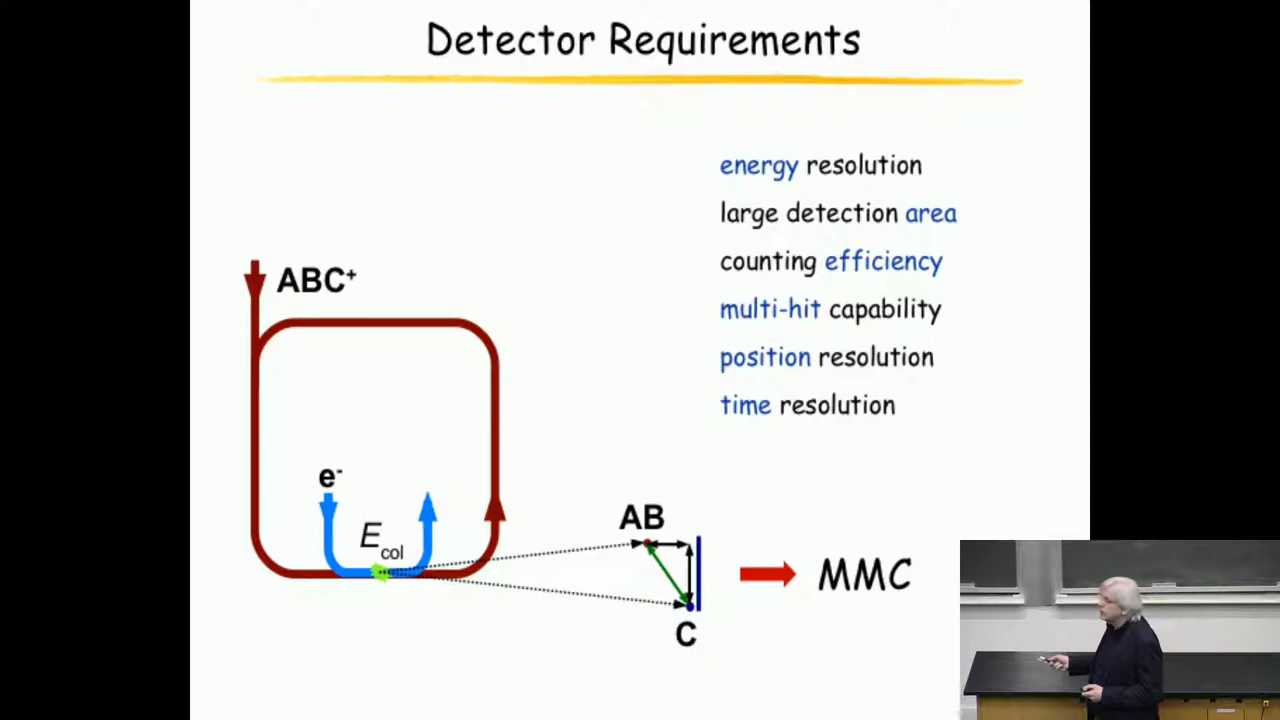 Detector Requirements
energy resolution
large detection area
counting efficiency
multi-hit capability
position resolution
time resolution
ABC⁺
e⁻
E_col
AB
C
MMC